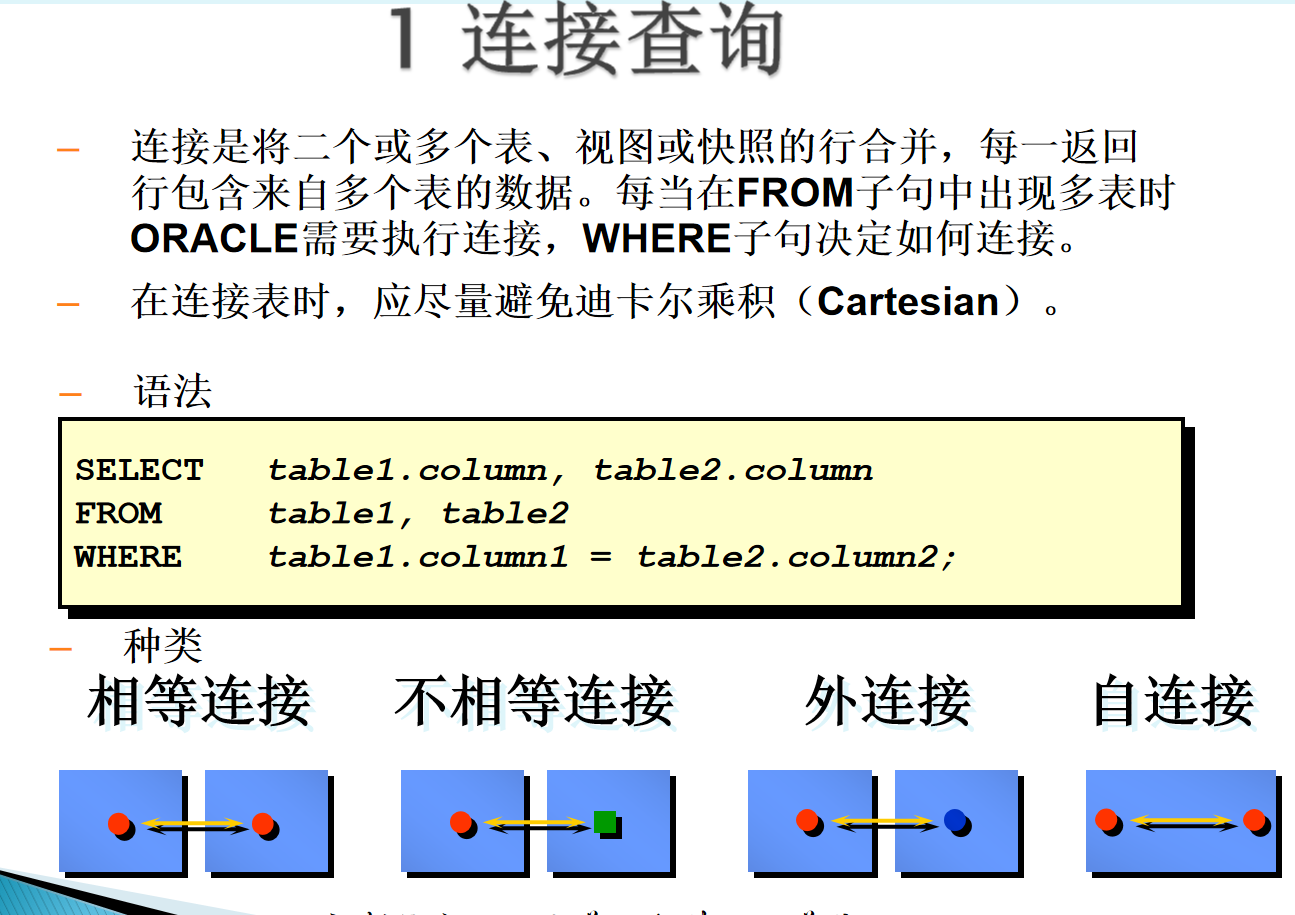 1 连接查询
– 连接是将二个或多个表、视图或快照的行合并，每一返回
行包含来自多个表的数据。每当在FROM子句中出现多表时
ORACLE需要执行连接，WHERE子句决定如何连接。
– 在连接表时，应尽量避免迪卡尔乘积（Cartesian）。
– 语法
SELECT table1.column, table2.column
FROM table1, table2
WHERE table1.column1 = table2.column2;
– 种类
相等连接 不相等连接 外连接 自连接